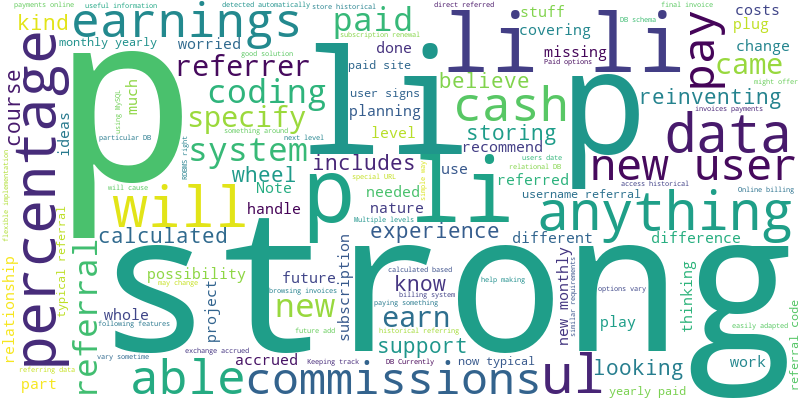 payments online
useful information
detected automatically
store historical
direct referred
DB schema
final invoice
kind
earnings
subscription renewal
paid
li
li
stuff
costs
plug
monthly yearly
worried
good solution
done
covering
Paid options
missing
pay
came
change
might offer
p
li
p
referrer
paid site
believe
percentage
course
ideas
using MySQL
much
coding
user signs
planning
cash
reinventing
invoices payments
particular DB
specify
something around
level
storing
data
RDBMS right
system
next level
includes
recommend
relational DB
new user
flexible implementation
wheel
special URL
use
referred
users date
access historical
will cause
Note
needed
username referral
Online billing
typical referral
will
p
li
handle
nature
sample may
Multiple levels
anything
calculated
experience
different
difference
strong
relationship
referral
possibility
future
subscription
calculated based
know
billing system
new monthly
similar requirements
options vary
thinking
referral code
may change
browsing invoices
help making
whole
following features
project
new
paying something
earn
play
easily adapted
future add
historical referring
support
vary sometime
exchange accrued
accrued
Keeping track
DB Currently
now typical
looking
work
referring data
part
able
commissions
ul
yearly paid